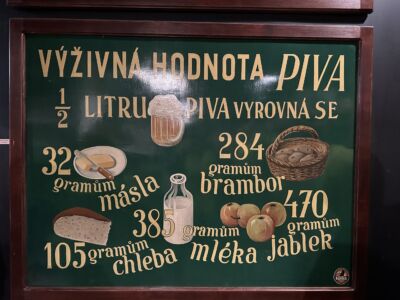 VÝŽIVNÁ HODNOTA PIVA
½ LITRU PIVA VYROVNÁ SE
32 gramům másla
284 gramům brambor
105 gramům chleba
385 gramům mléka
470 gramům jablek